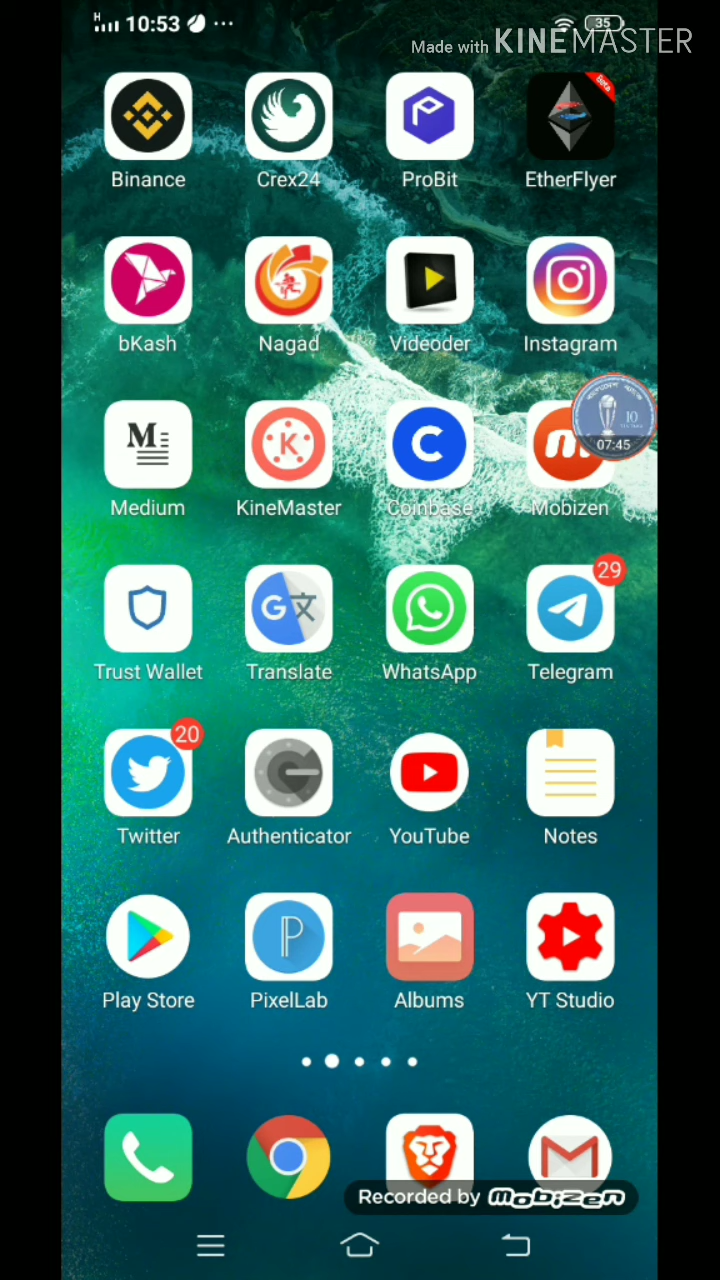 H
10:53 ...
35
Made with KINEMASTER
Binance
Crex24
ProBit
Beta
EtherFlyer
bKash
Nagad
Videoder
Instagram
10
07:45
M
K
C
m
Medium
KineMaster
Coinbase
Mobizen
G
29
Trust Wallet
Translate
WhatsApp
Telegram
20
Twitter
Authenticator
YouTube
Notes
P
Play Store
PixelLab
Albums
YT Studio
Recorded by mobizen